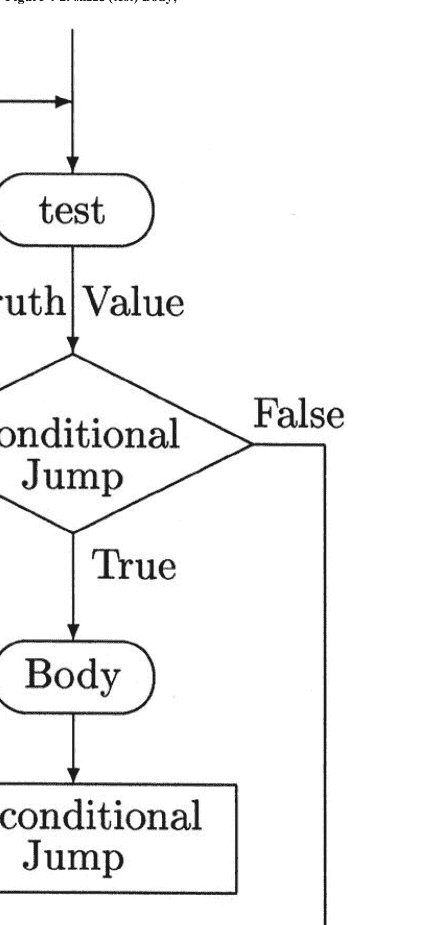 test
ruth Value
False
onditional
Jump
True
Body
conditional
Jump